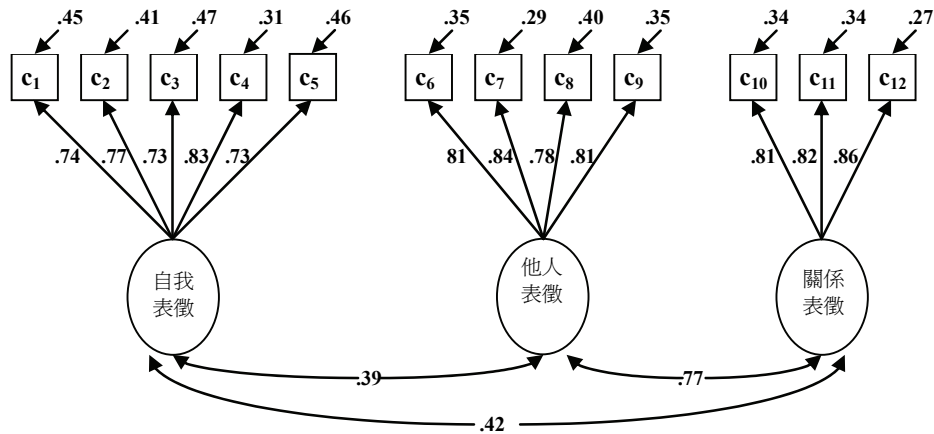 .45 .41 .47 .31 .46 .35 .29 .40 .35 .34 .34 .27
c1 c2 c3 c4 c5 c6 c7 c8 c9 c10 c11 c12
.74 .77 .73 .83 .73 81 .84 .78 .81 .81 .82 .86
自我
表徵
他人
表徵
關係
表徵
.39
.77
.42